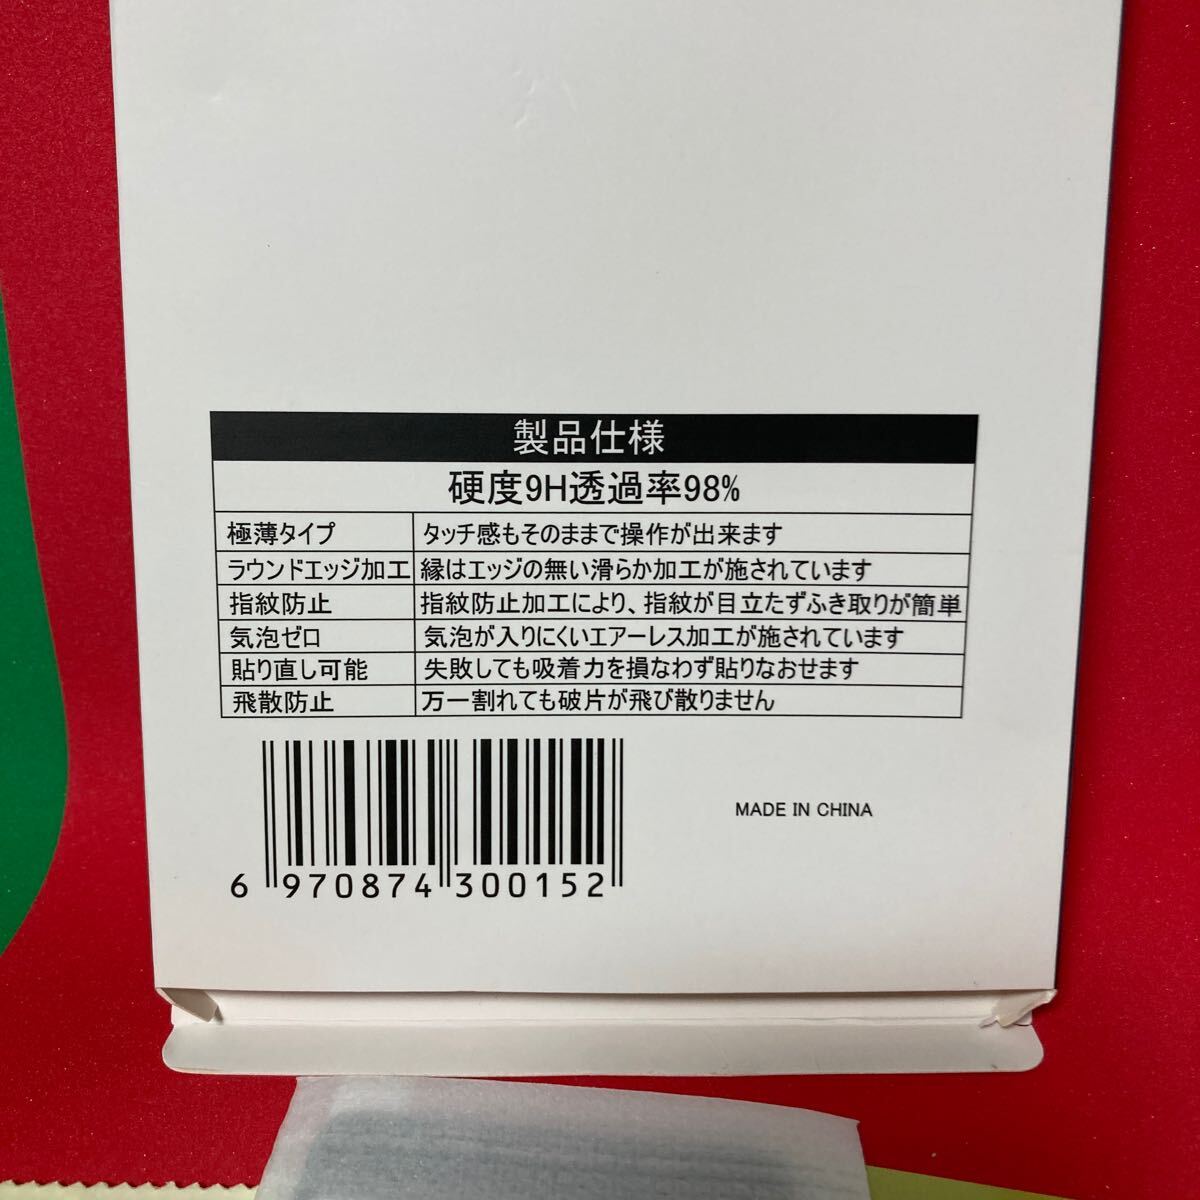 製品仕様
硬度9H透過率98%
極薄タイプ タッチ感もそのままで操作が出来ます
ラウンドエッジ加工 縁はエッジの無い滑らか加工が施されています
指紋防止 指紋防止加工により、指紋が目立たずふき取りが簡単
気泡ゼロ 気泡が入りにくいエアーレス加工が施されています
貼り直し可能 失敗しても吸着力を損なわず貼りなおせます
飛散防止 万一割れても破片が飛び散りません
MADE IN CHINA
6 970874 300152